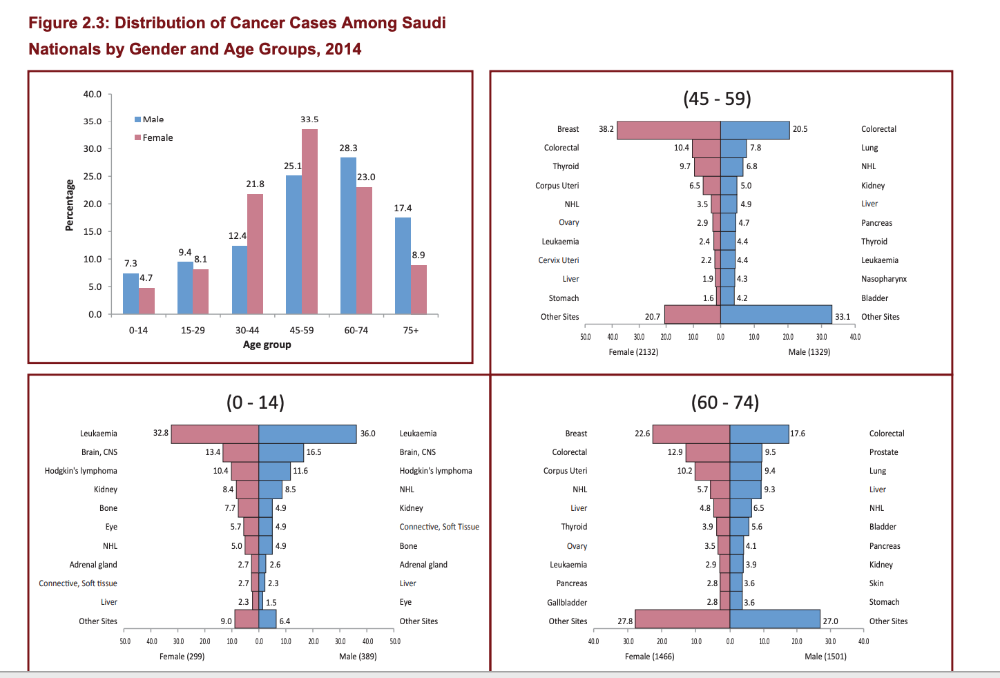 Figure 2.3: Distribution of Cancer Cases Among Saudi
Nationals by Gender and Age Groups, 2014
40.0
35.0
30.0
25.0
20.0
15.0
10.0
5.0
0.0
Percentage
Male
Female
7.3
4.7
9.4
8.1
12.4
21.8
25.1
33.5
28.3
23.0
17.4
8.9
0-14 15-29 30-44 45-59 60-74 75+
Age group
(45 - 59)
Breast 38.2 20.5 Colorectal
Colorectal 10.4 7.8 Lung
Thyroid 9.7 6.8 NHL
Corpus Uteri 6.5 5.0 Kidney
NHL 3.5 4.9 Liver
Ovary 2.9 4.7 Pancreas
Leukaemia 2.4 4.4 Thyroid
Cervix Uteri 2.2 4.4 Leukaemia
Liver 1.9 4.3 Nasopharynx
Stomach 1.6 4.2 Bladder
Other Sites 20.7 33.1 Other Sites
50.0 40.0 30.0 20.0 10.0 0.0 10.0 20.0 30.0 40.0
Female (2132) Male (1329)
(0 - 14)
Leukaemia 32.8 36.0 Leukaemia
Brain, CNS 13.4 16.5 Brain, CNS
Hodgkin's lymphoma 10.4 11.6 Hodgkin's lymphoma
Kidney 8.4 8.5 NHL
Bone 7.7 4.9 Kidney
Eye 5.7 4.9 Connective, Soft Tissue
NHL 5.0 4.9 Bone
Adrenal gland 2.7 2.6 Adrenal gland
Connective, Soft tissue 2.7 2.3 Liver
Liver 2.3 1.5 Eye
Other Sites 9.0 6.4 Other Sites
50.0 40.0 30.0 20.0 10.0 0.0 10.0 20.0 30.0 40.0 50.0
Female (299) Male (389)
(60 - 74)
Breast 22.6 17.6 Colorectal
Colorectal 12.9 9.5 Prostate
Corpus Uteri 10.2 9.4 Lung
NHL 5.7 9.3 Liver
Liver 4.8 6.5 NHL
Thyroid 3.9 5.6 Bladder
Ovary 3.5 4.1 Pancreas
Leukaemia 2.9 3.9 Kidney
Pancreas 2.8 3.6 Skin
Gallbladder 2.8 3.6 Stomach
Other Sites 27.8 27.0 Other Sites
40.0 30.0 20.0 10.0 0.0 10.0 20.0 30.0 40.0
Female (1466) Male (1501)